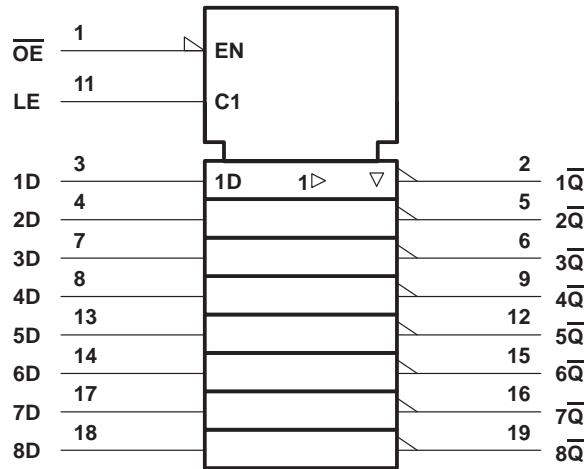 O̅E̅ 1 EN
LE 11 C1
1D 3 1D 1▷ ▽ 2 1Q̅
2D 4 5 2Q̅
3D 7 6 3Q̅
4D 8 9 4Q̅
5D 13 12 5Q̅
6D 14 15 6Q̅
7D 17 16 7Q̅
8D 18 19 8Q̅